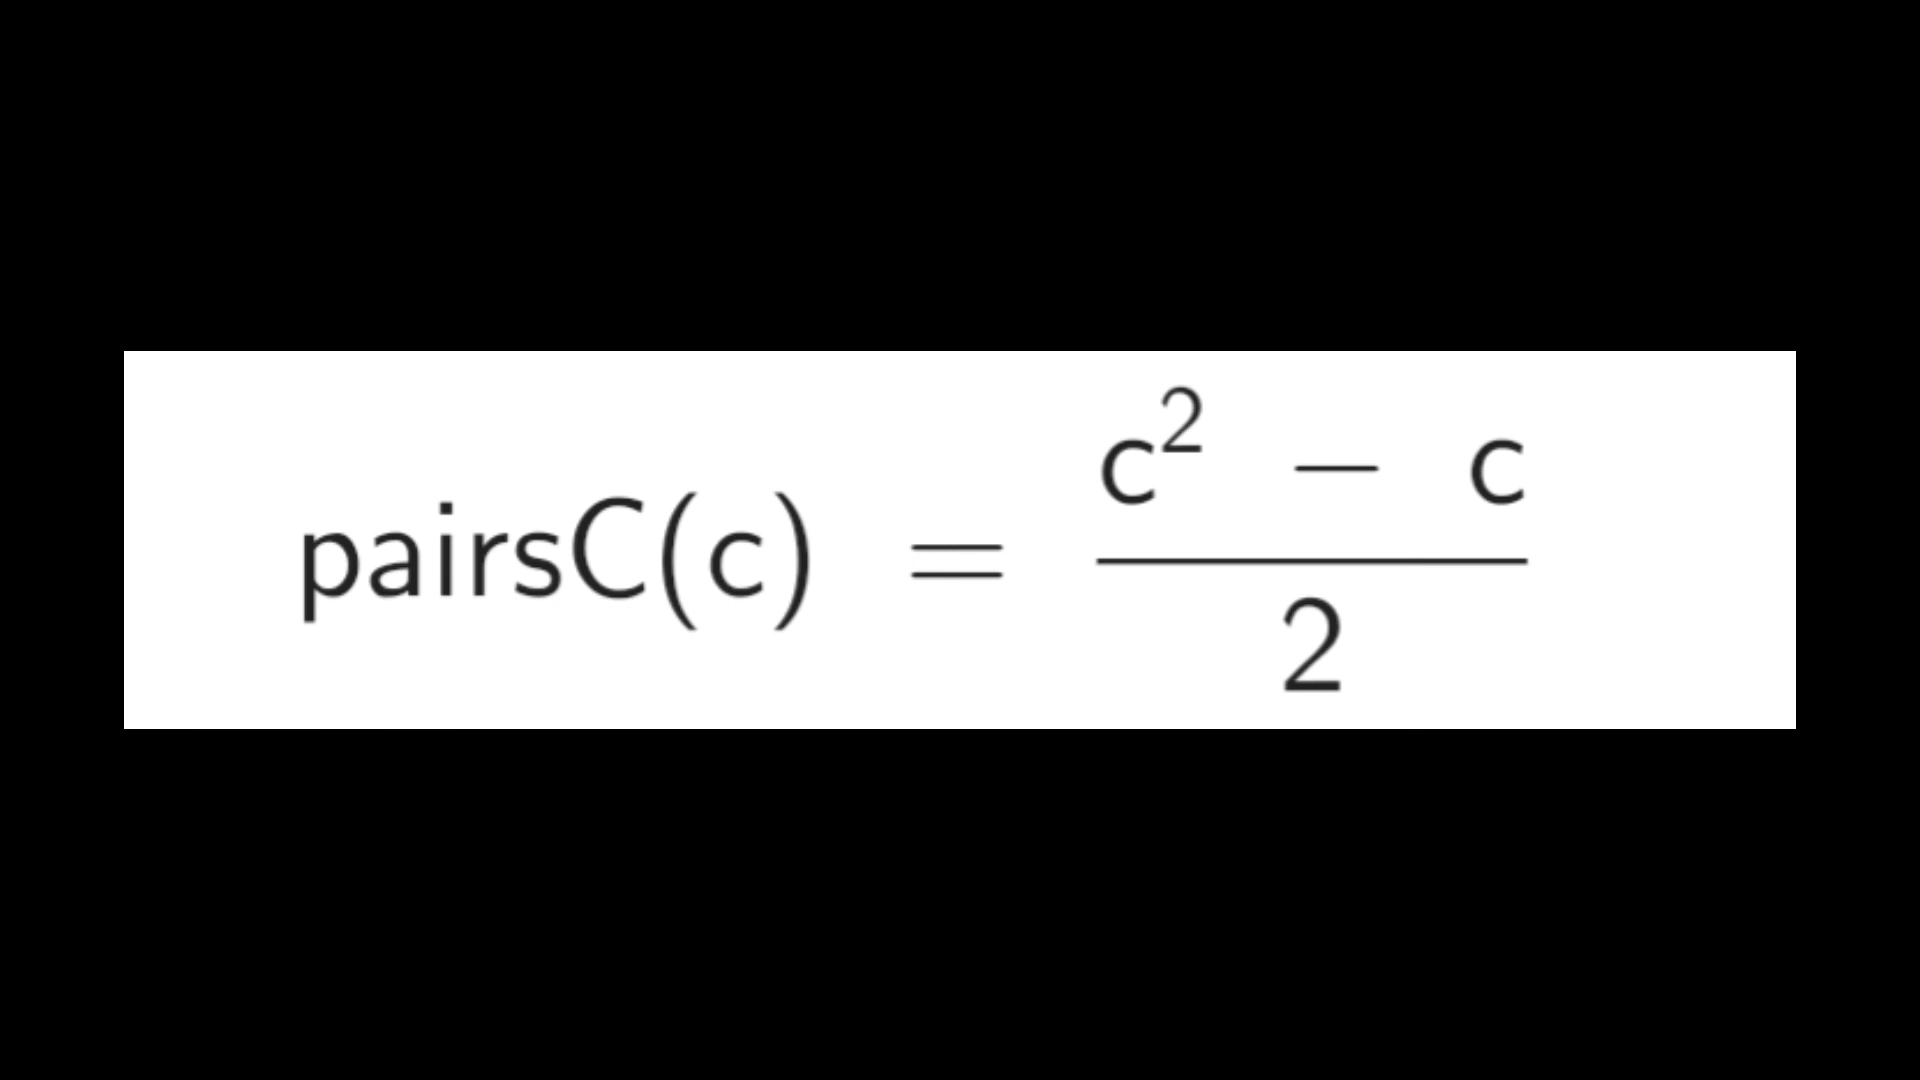 pairsC(c) = (c² − c) / 2